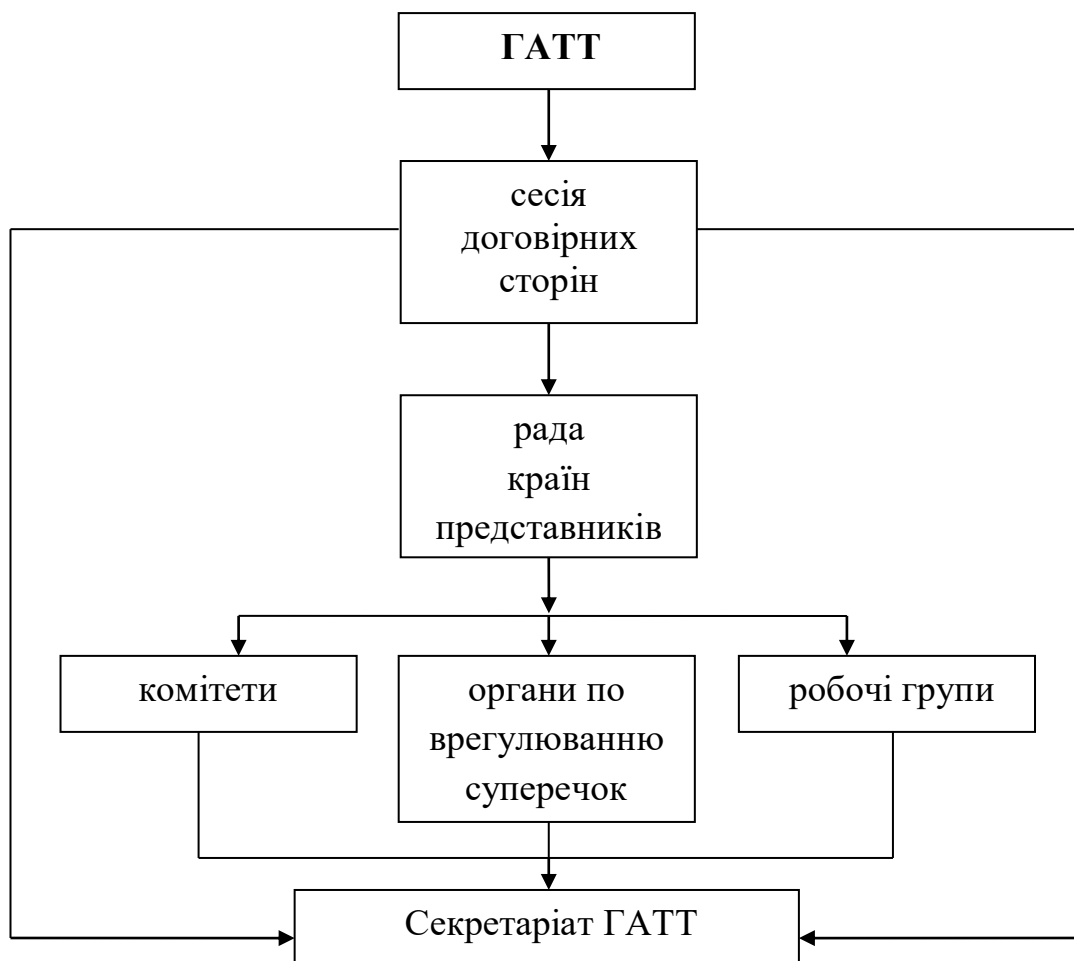 ГАТТ
сесія
договірних
сторін
рада
країн
представників
комітети
органи по
врегулюванню
суперечок
робочі групи
Секретаріат ГАТТ